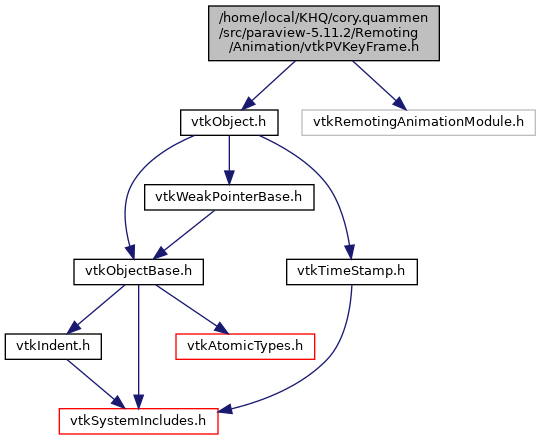 /home/local/KHQ/cory.quammen
/src/paraview-5.11.2/Remoting
/Animation/vtkPVKeyFrame.h
vtkObject.h
vtkRemotingAnimationModule.h
vtkWeakPointerBase.h
vtkObjectBase.h
vtkTimeStamp.h
vtkIndent.h
vtkAtomicTypes.h
vtkSystemIncludes.h